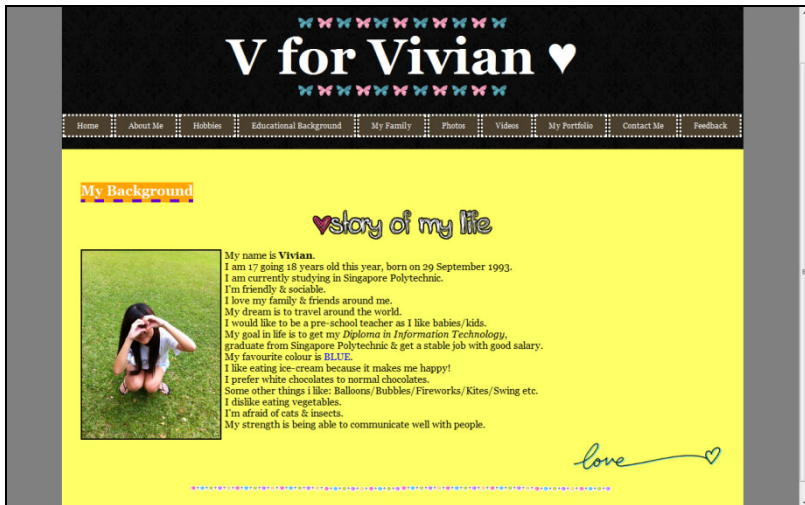 V for Vivian ♥
Home About Me Hobbies Educational Background My Family Photos Videos My Portfolio Contact Me Feedback
My Background
♥story of my life
My name is Vivian.
I am 17 going 18 years old this year, born on 29 September 1993.
I am currently studying in Singapore Polytechnic.
I'm friendly & sociable.
I love my family & friends around me.
My dream is to travel around the world.
I would like to be a pre-school teacher as I like babies/kids.
My goal in life is to get my Diploma in Information Technology,
graduate from Singapore Polytechnic & get a stable job with good salary.
My favourite colour is BLUE.
I like eating ice-cream because it makes me happy!
I prefer white chocolates to normal chocolates.
Some other things i like: Balloons/Bubbles/Fireworks/Kites/Swing etc.
I dislike eating vegetables.
I'm afraid of cats & insects.
My strength is being able to communicate well with people.
love